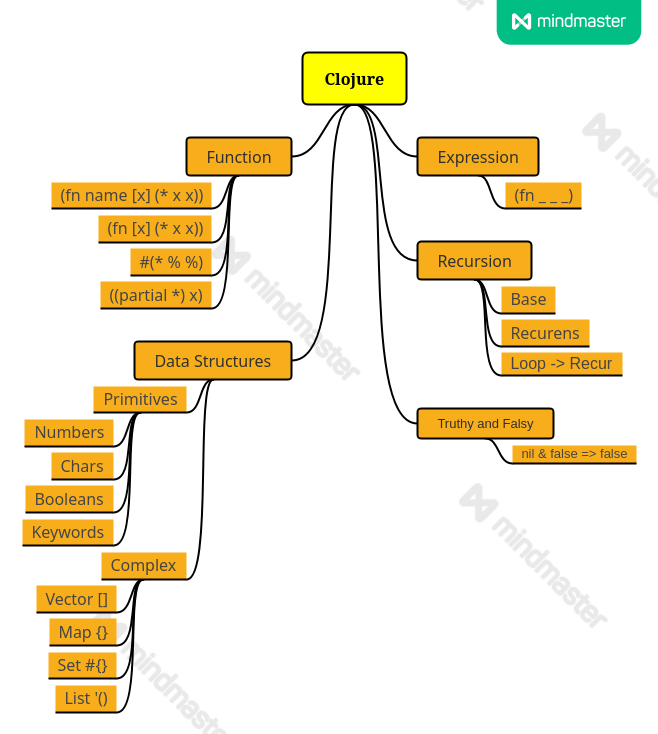 mindmaster
Clojure
Function
(fn name [x] (* x x))
(fn [x] (* x x))
#(* % %)
((partial *) x)
Data Structures
Primitives
Numbers
Chars
Booleans
Keywords
Complex
Vector []
Map {}
Set #{}
List '()
Expression
(fn _ _ _)
Recursion
Base
Recurens
Loop -> Recur
Truthy and Falsy
nil & false => false
mindmaster
mindmaster
mindmaster